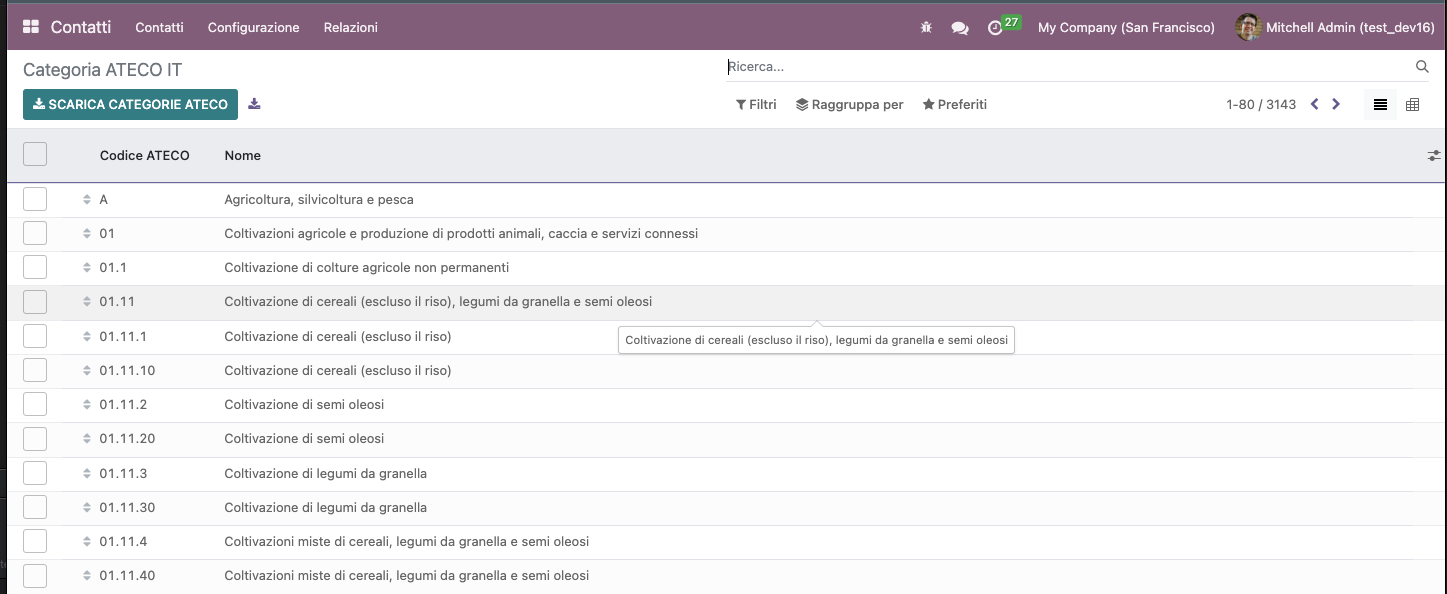 Contatti Contatti Configurazione Relazioni 27 My Company (San Francisco) Mitchell Admin (test_dev16)
Categoria ATECO IT Ricerca...
SCARICA CATEGORIE ATECO Filtri Raggruppa per Preferiti 1-80 / 3143
Codice ATECO Nome
A Agricoltura, silvicoltura e pesca
01 Coltivazioni agricole e produzione di prodotti animali, caccia e servizi connessi
01.1 Coltivazione di colture agricole non permanenti
01.11 Coltivazione di cereali (escluso il riso), legumi da granella e semi oleosi
01.11.1 Coltivazione di cereali (escluso il riso)
Coltivazione di cereali (escluso il riso), legumi da granella e semi oleosi
01.11.10 Coltivazione di cereali (escluso il riso)
01.11.2 Coltivazione di semi oleosi
01.11.20 Coltivazione di semi oleosi
01.11.3 Coltivazione di legumi da granella
01.11.30 Coltivazione di legumi da granella
01.11.4 Coltivazioni miste di cereali, legumi da granella e semi oleosi
01.11.40 Coltivazioni miste di cereali, legumi da granella e semi oleosi